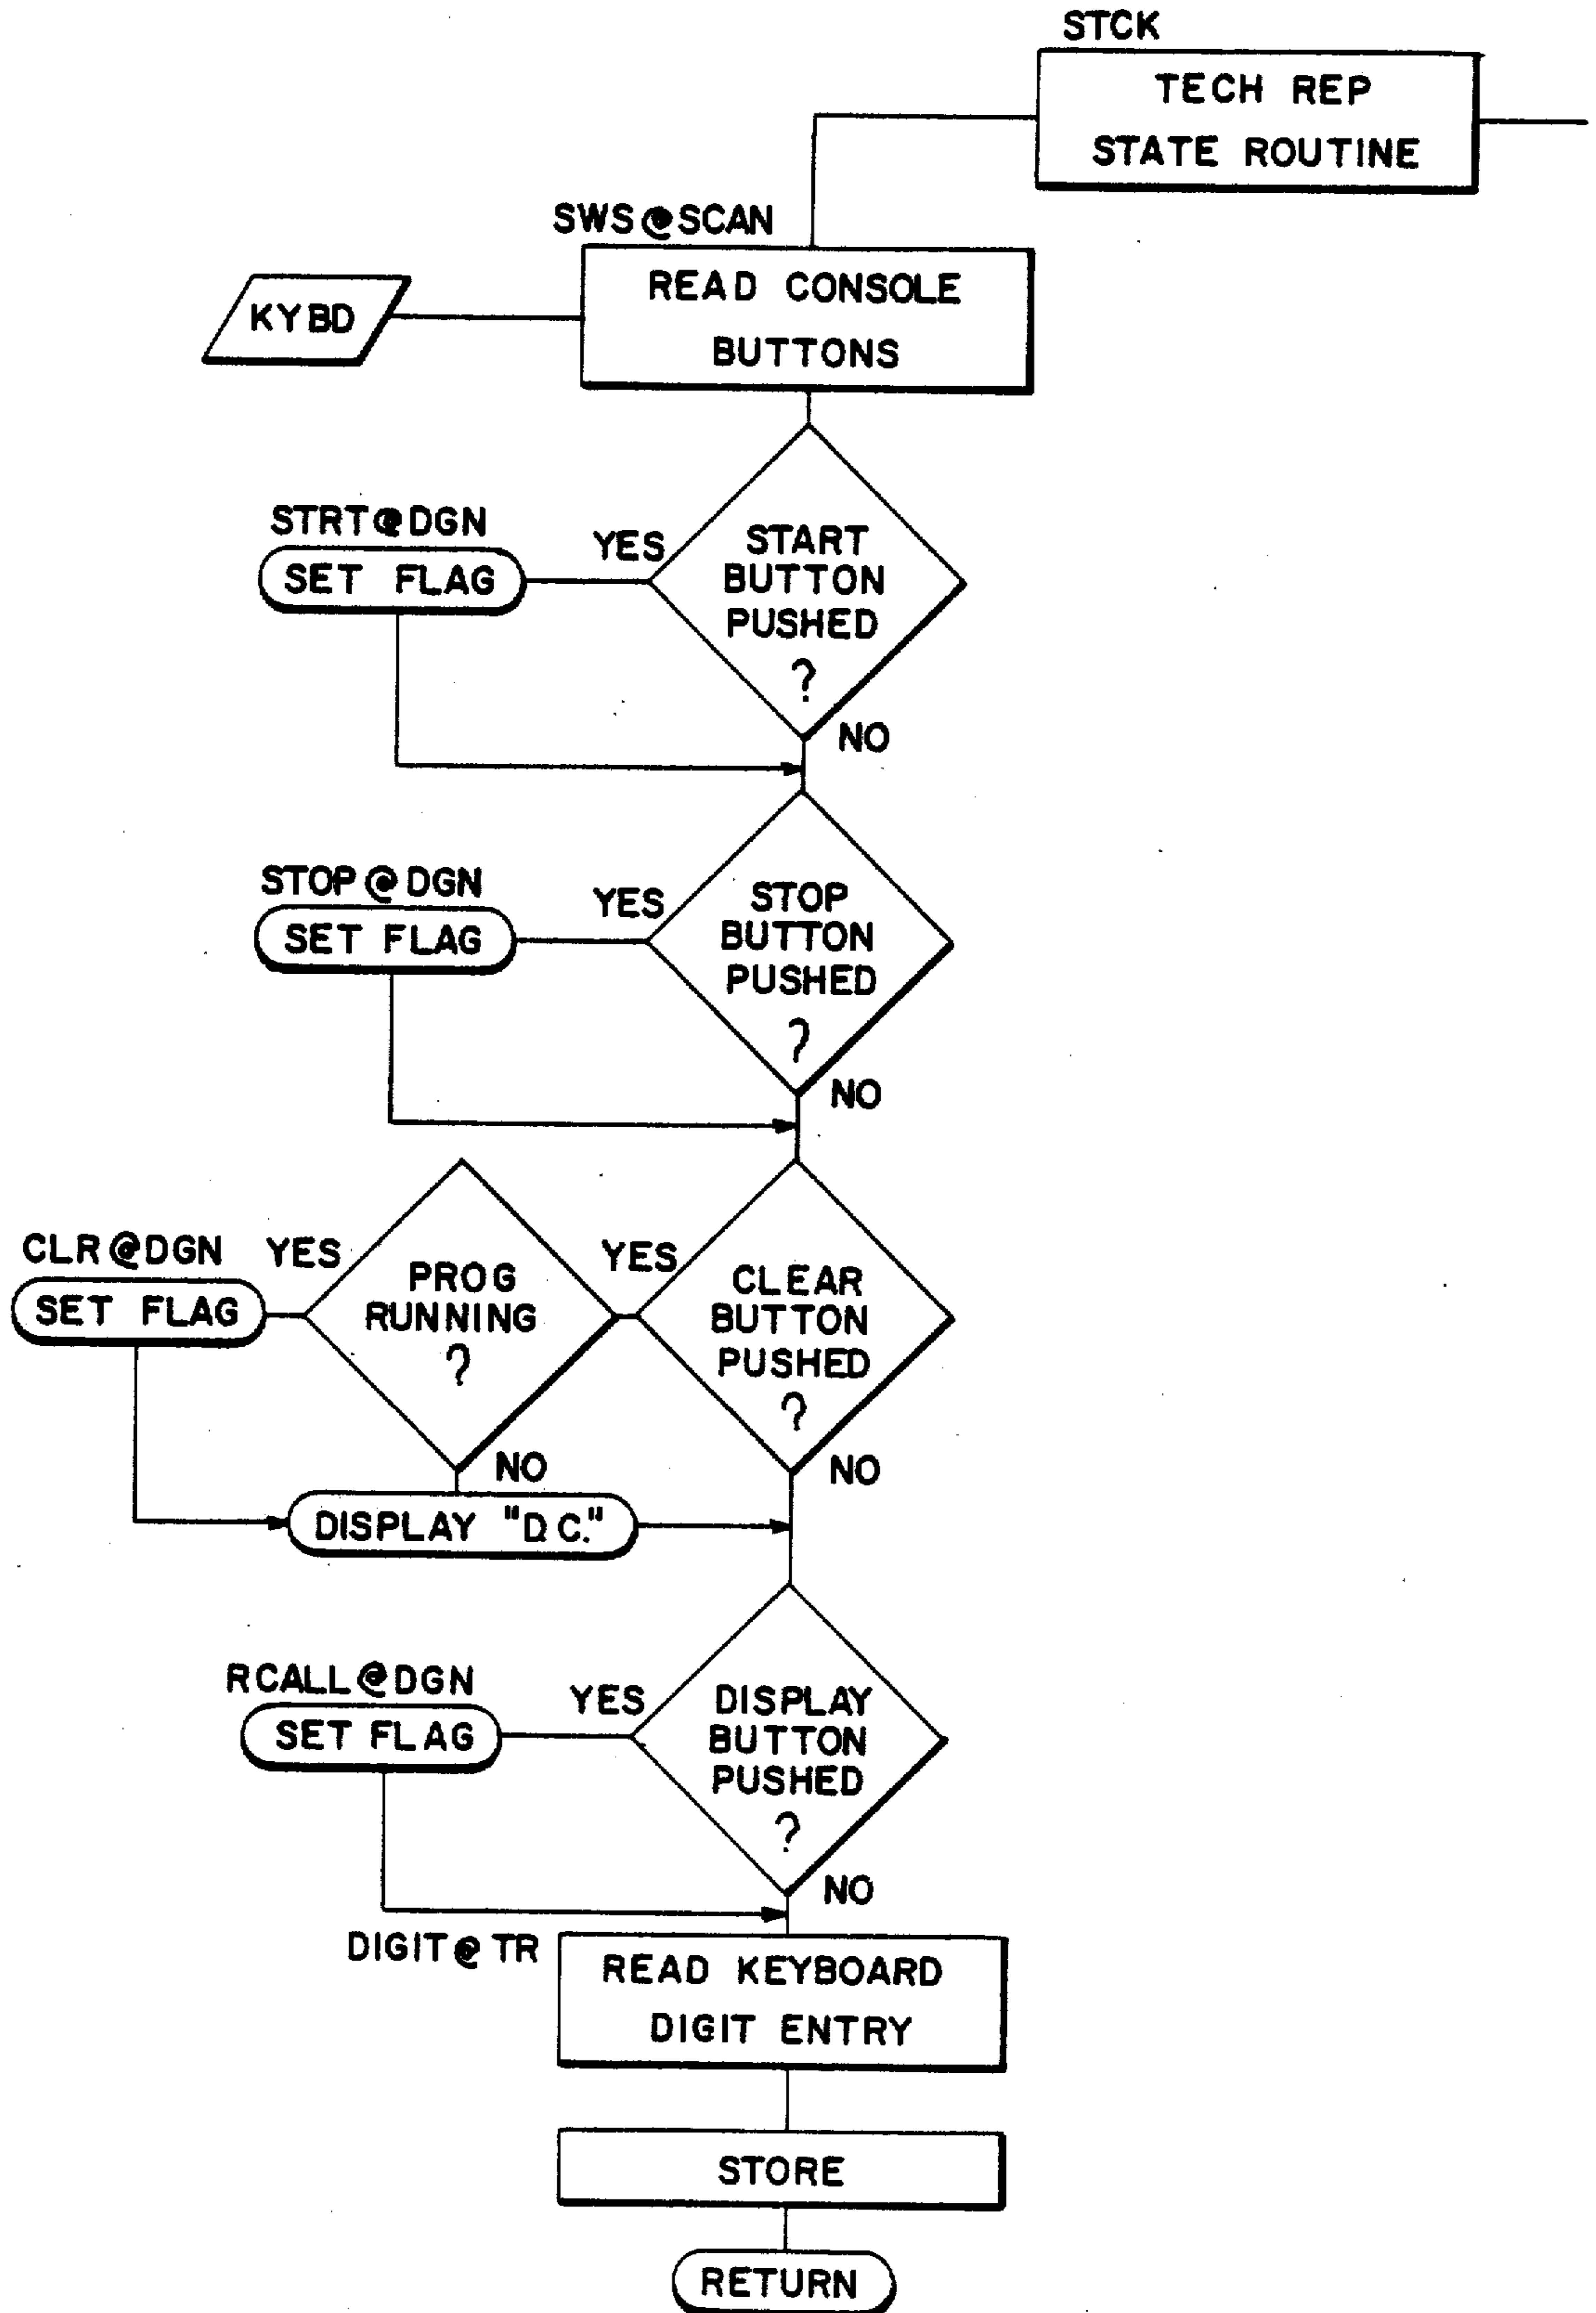 STCK
TECH REP
STATE ROUTINE
SWS@SCAN
READ CONSOLE
BUTTONS
KYBD
STRT@DGN
SET FLAG
YES
START
BUTTON
PUSHED
?
NO
STOP@DGN
SET FLAG
YES
STOP
BUTTON
PUSHED
?
NO
CLR@DGN
SET FLAG
YES
PROG
RUNNING
?
NO
YES
CLEAR
BUTTON
PUSHED
?
NO
DISPLAY "D.C."
RCALL@DGN
SET FLAG
YES
DISPLAY
BUTTON
PUSHED
?
NO
DIGIT@TR
READ KEYBOARD
DIGIT ENTRY
STORE
RETURN